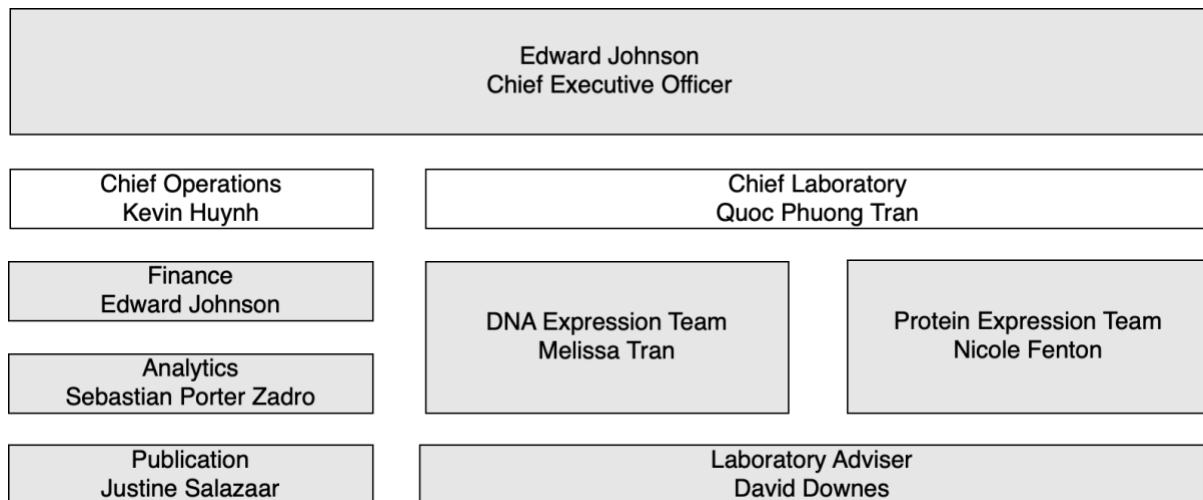 Edward Johnson
Chief Executive Officer
Chief Operations
Kevin Huynh
Chief Laboratory
Quoc Phuong Tran
Finance
Edward Johnson
DNA Expression Team
Melissa Tran
Protein Expression Team
Nicole Fenton
Analytics
Sebastian Porter Zadro
Publication
Justine Salazaar
Laboratory Adviser
David Downes